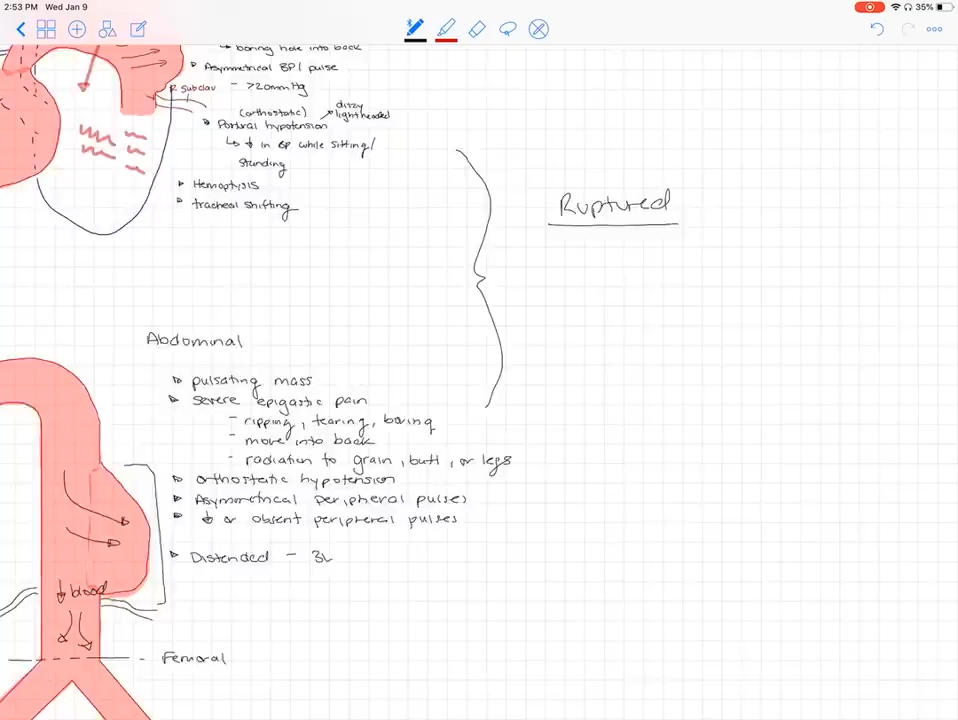 2:53 PM Wed Jan 9
35%
↳ boring hole into back
▸ Asymmetrical BP/ pulse
R. Subclav - >20mmHg
(orthostatic) ↗ dizzy
lightheaded
▸ Postural hypotension
↳ ↓ in BP while sitting/
standing
▸ Hemoptysis
▸ tracheal shifting
Ruptured
Abdominal
▸ pulsating mass
▸ severe epigastic pain
- ripping, tearing, boring
- move into back
- radiation to grain, butt, or legs
▸ orthostatic hypotension
▸ Asymmetrical peripheral pulses
▸ ↓ or absent peripheral pulses
▸ Distended - 3L
↓ blood
- Femoral